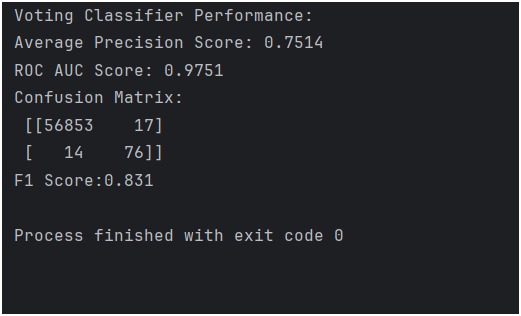 Voting Classifier Performance:
Average Precision Score: 0.7514
ROC AUC Score: 0.9751
Confusion Matrix:
[[56853    17]
[   14    76]]
F1 Score:0.831
Process finished with exit code 0